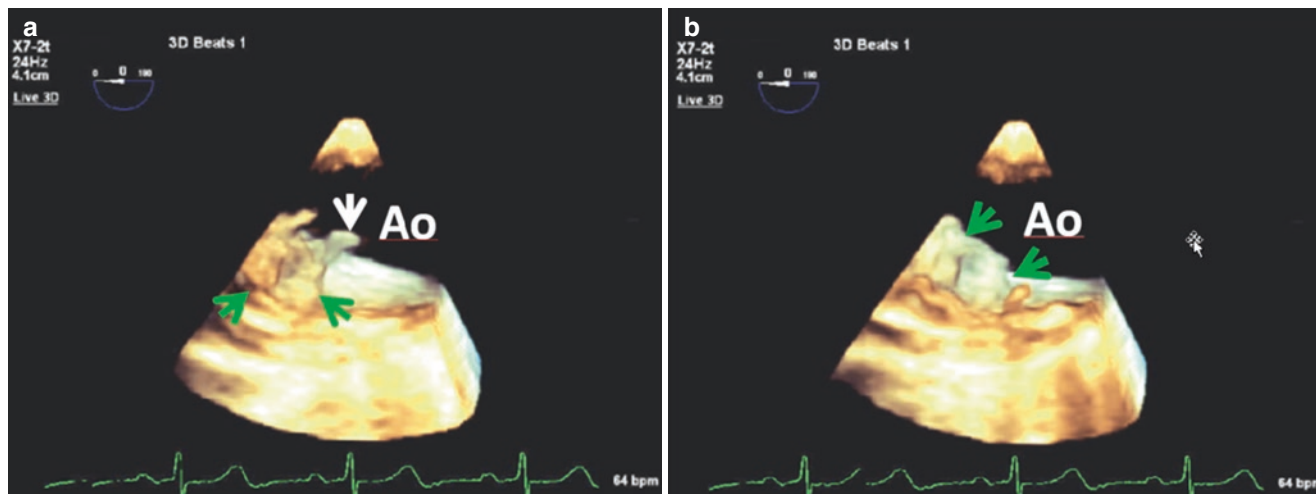 a
X7-2t
24Hz
4.1cm
Live 3D
3D Beats 1
0 0 180
Ao
64 bpm
b
X7-2t
24Hz
4.1cm
Live 3D
3D Beats 1
0 0 180
Ao
64 bpm